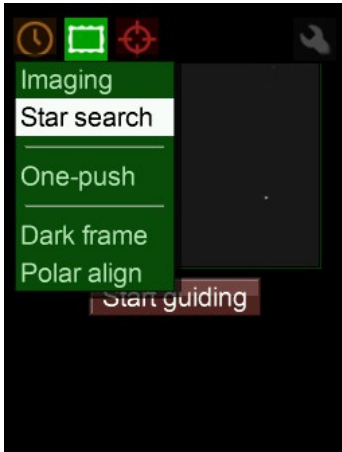 Imaging
Star search
One-push
Dark frame
Polar align
Start guiding